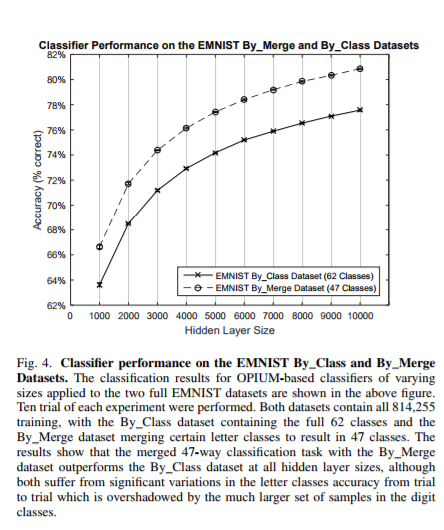 Classifier Performance on the EMNIST By_Merge and By_Class Datasets
82%
80%
78%
76%
74%
72%
70%
68%
66%
64%
62%
Accuracy (% correct)
0 1000 2000 3000 4000 5000 6000 7000 8000 9000 10000
Hidden Layer Size
EMNIST By_Class Dataset (62 Classes)
EMNIST By_Merge Dataset (47 Classes)
Fig. 4. Classifier performance on the EMNIST By_Class and By_Merge
Datasets. The classification results for OPIUM-based classifiers of varying
sizes applied to the two full EMNIST datasets are shown in the above figure.
Ten trial of each experiment were performed. Both datasets contain all 814,255
training, with the By_Class dataset containing the full 62 classes and the
By_Merge dataset merging certain letter classes to result in 47 classes. The
results show that the merged 47-way classification task with the By_Merge
dataset outperforms the By_Class dataset at all hidden layer sizes, although
both suffer from significant variations in the letter classes accuracy from trial
to trial which is overshadowed by the much larger set of samples in the digit
classes.